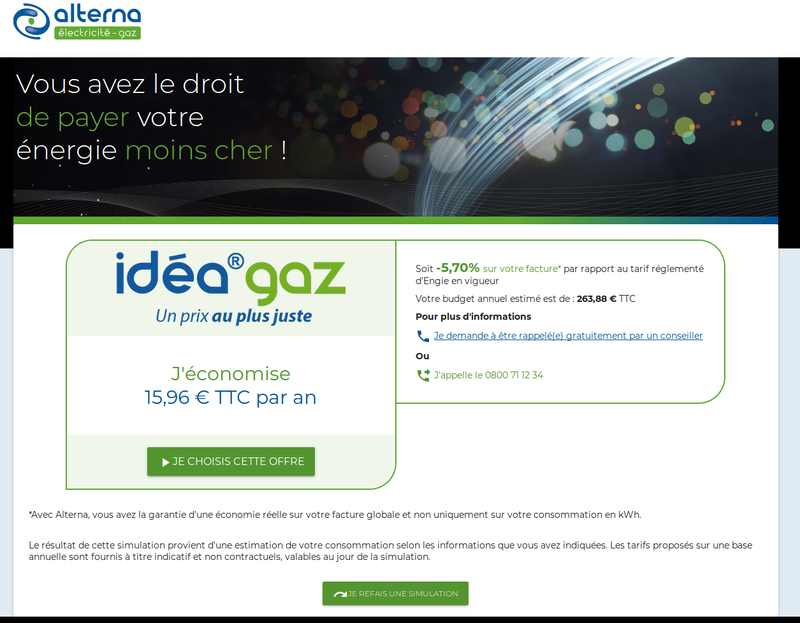 alterna
électricité - gaz
Vous avez le droit
de payer votre
énergie moins cher !
idéa® gaz
Un prix au plus juste
J'économise
15,96 € TTC par an
JE CHOISIS CETTE OFFRE
Soit -5,70% sur votre facture* par rapport au tarif réglementé
d'Engie en vigueur
Votre budget annuel estimé est de : 263,88 € TTC
Pour plus d'informations
Je demande à être rappelé(e) gratuitement par un conseiller
Ou
J'appelle le 0800 71 12 34
*Avec Alterna, vous avez la garantie d'une économie réelle sur votre facture globale et non uniquement sur votre consommation en kWh.
Le résultat de cette simulation provient d'une estimation de votre consommation selon les informations que vous avez indiquées. Les tarifs proposés sur une base
annuelle sont fournis à titre indicatif et non contractuels, valables au jour de la simulation.
JE REFAIS UNE SIMULATION